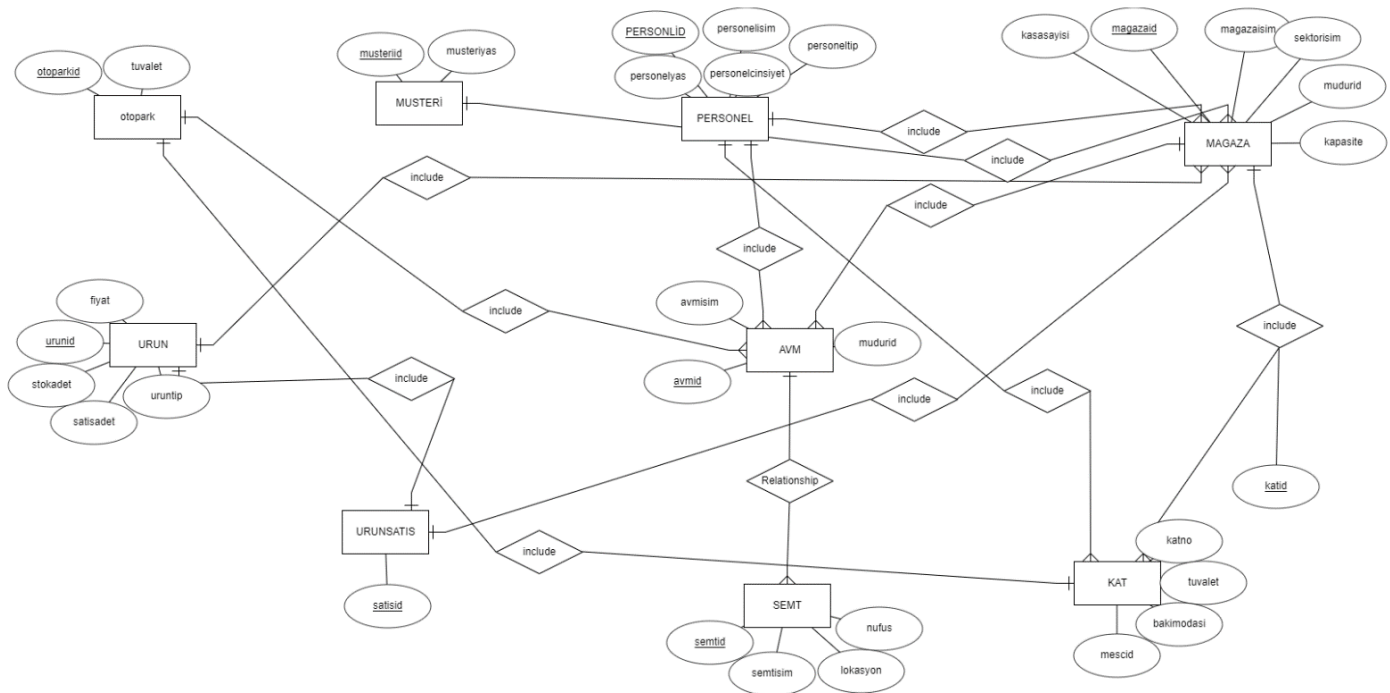 otoparkid
tuvalet
otopark
musteriid
musteriyas
MUSTERİ
PERSONLİD
personelisim
personeltip
personelyas
personelcinsiyet
PERSONEL
kasasayisi
magazaid
magazaisim
sektorisim
mudurid
kapasite
MAGAZA
include
include
include
include
include
include
include
include
include
include
include
include
fiyat
urunid
URUN
stokadet
satisadet
uruntip
avmisim
AVM
mudurid
avmid
Relationship
katid
URUNSATIS
satisid
SEMT
semtid
semtisim
lokasyon
nufus
katno
KAT
tuvalet
bakimodasi
mescid